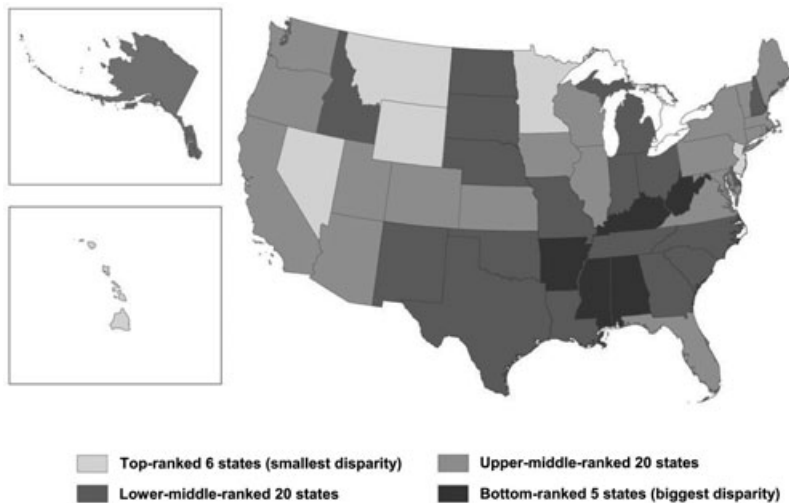 Top-ranked 6 states (smallest disparity)
Upper-middle-ranked 20 states
Lower-middle-ranked 20 states
Bottom-ranked 5 states (biggest disparity)